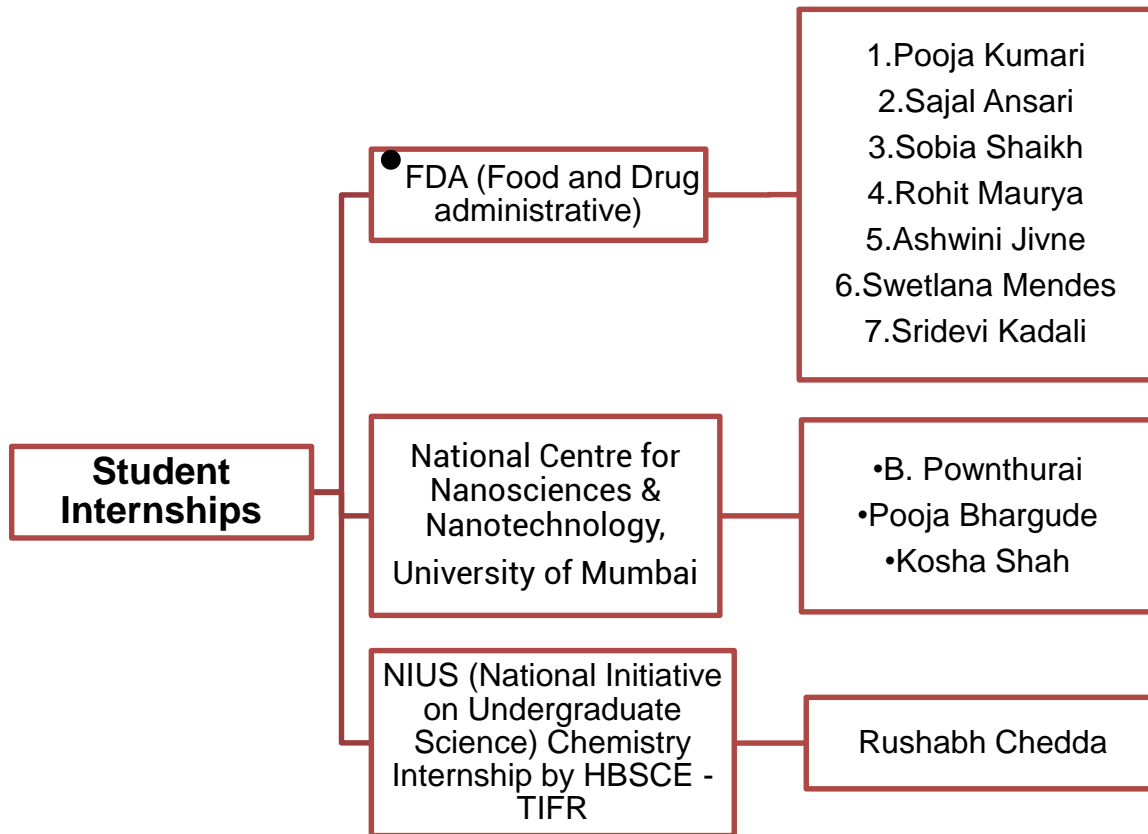 Student
Internships
● FDA (Food and Drug
administrative)
1.Pooja Kumari
2.Sajal Ansari
3.Sobia Shaikh
4.Rohit Maurya
5.Ashwini Jivne
6.Swetlana Mendes
7.Sridevi Kadali
National Centre for
Nanosciences &
Nanotechnology,
University of Mumbai
•B. Pownthurai
•Pooja Bhargude
•Kosha Shah
NIUS (National Initiative
on Undergraduate
Science) Chemistry
Internship by HBSCE -
TIFR
Rushabh Chedda